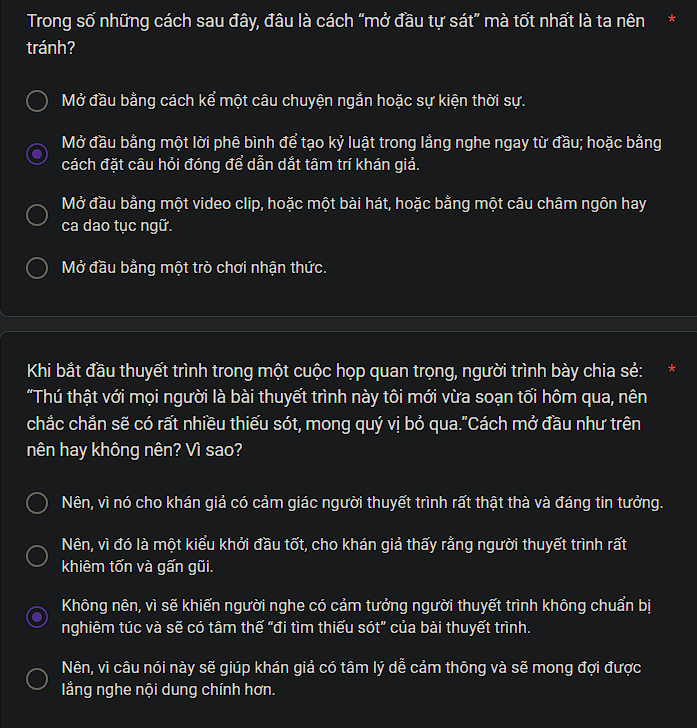 Trong số những cách sau đây, đâu là cách “mở đầu tự sát” mà tốt nhất là ta nên *
tránh?
Mở đầu bằng cách kể một câu chuyện ngắn hoặc sự kiện thời sự.
Mở đầu bằng một lời phê bình để tạo kỷ luật trong lắng nghe ngay từ đầu; hoặc bằng
cách đặt câu hỏi đóng để dẫn dắt tâm trí khán giả.
Mở đầu bằng một video clip, hoặc một bài hát, hoặc bằng một câu châm ngôn hay
ca dao tục ngữ.
Mở đầu bằng một trò chơi nhận thức.
Khi bắt đầu thuyết trình trong một cuộc họp quan trọng, người trình bày chia sẻ: *
“Thú thật với mọi người là bài thuyết trình này tôi mới vừa soạn tối hôm qua, nên
chắc chắn sẽ có rất nhiều thiếu sót, mong quý vị bỏ qua.”Cách mở đầu như trên
nên hay không nên? Vì sao?
Nên, vì nó cho khán giả có cảm giác người thuyết trình rất thật thà và đáng tin tưởng.
Nên, vì đó là một kiểu khởi đầu tốt, cho khán giả thấy rằng người thuyết trình rất
khiêm tốn và gần gũi.
Không nên, vì sẽ khiến người nghe có cảm tưởng người thuyết trình không chuẩn bị
nghiêm túc và sẽ có tâm thế “đi tìm thiếu sót” của bài thuyết trình.
Nên, vì câu nói này sẽ giúp khán giả có tâm lý dễ cảm thông và sẽ mong đợi được
lắng nghe nội dung chính hơn.